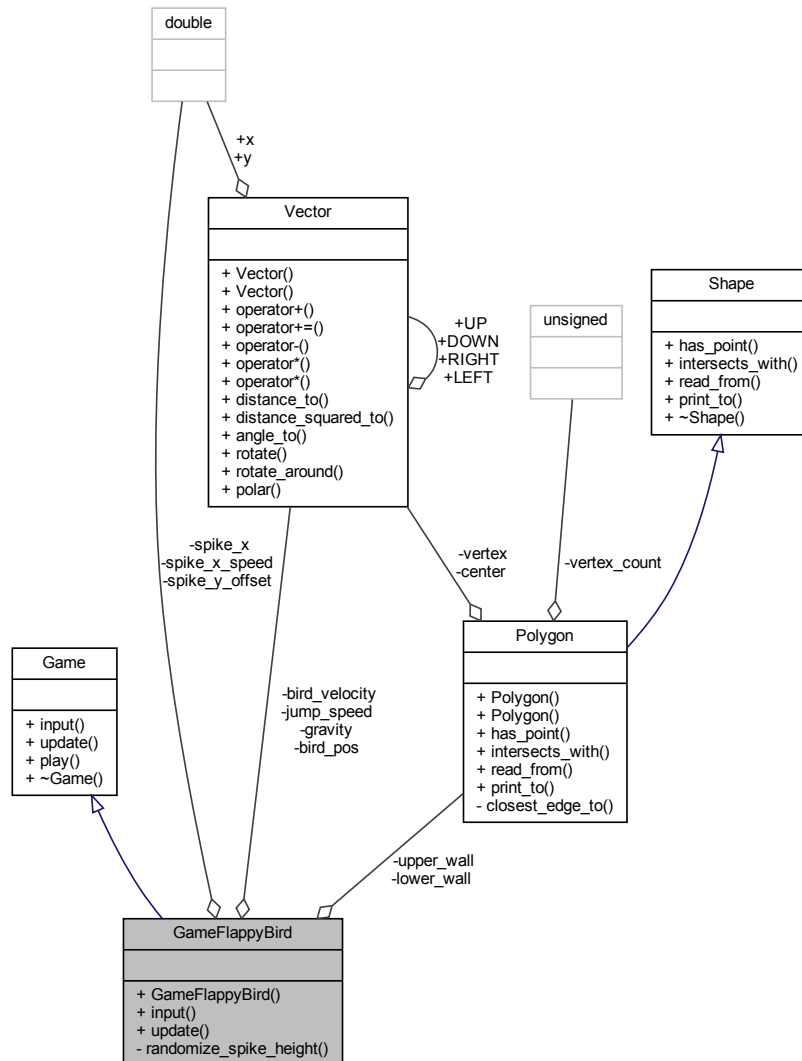 double
+x
+y
Vector
+ Vector()
+ Vector()
+ operator+()
+ operator+=()
+ operator-()
+ operator*()
+ operator*()
+ distance_to()
+ distance_squared_to()
+ angle_to()
+ rotate()
+ rotate_around()
+ polar()
+UP
+DOWN
+RIGHT
+LEFT
unsigned
Shape
+ has_point()
+ intersects_with()
+ read_from()
+ print_to()
+ ~Shape()
-spike_x
-spike_x_speed
-spike_y_offset
-vertex
-center
-vertex_count
Game
+ input()
+ update()
+ play()
+ ~Game()
-bird_velocity
-jump_speed
-gravity
-bird_pos
Polygon
+ Polygon()
+ Polygon()
+ has_point()
+ intersects_with()
+ read_from()
+ print_to()
- closest_edge_to()
-upper_wall
-lower_wall
GameFlappyBird
+ GameFlappyBird()
+ input()
+ update()
- randomize_spike_height()